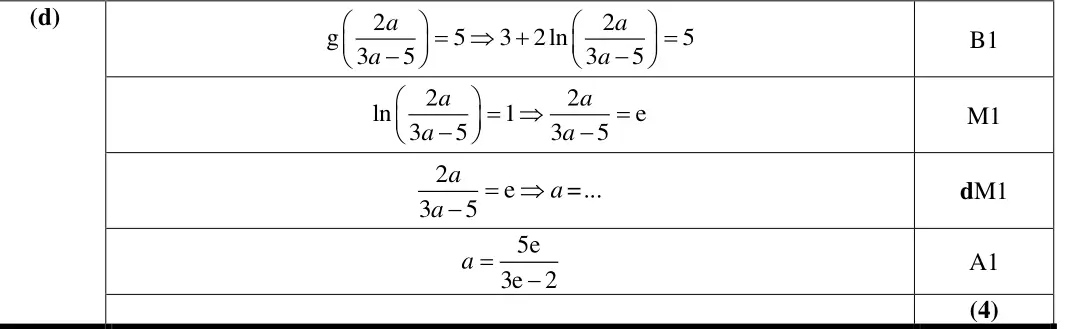 (d) g(2a/(3a − 5)) = 5 ⇒ 3 + 2 ln(2a/(3a − 5)) = 5 B1
ln(2a/(3a − 5)) = 1 ⇒ 2a/(3a − 5) = e M1
2a/(3a − 5) = e ⇒ a = ... dM1
a = 5e/(3e − 2) A1
(4)